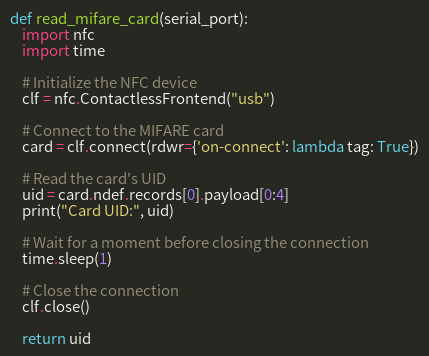 def read_mifare_card(serial_port):
    import nfc
    import time

    # Initialize the NFC device
    clf = nfc.ContactlessFrontend("usb")

    # Connect to the MIFARE card
    card = clf.connect(rdwr={'on-connect': lambda tag: True})

    # Read the card's UID
    uid = card.ndef.records[0].payload[0:4]
    print("Card UID:", uid)

    # Wait for a moment before closing the connection
    time.sleep(1)

    # Close the connection
    clf.close()

    return uid